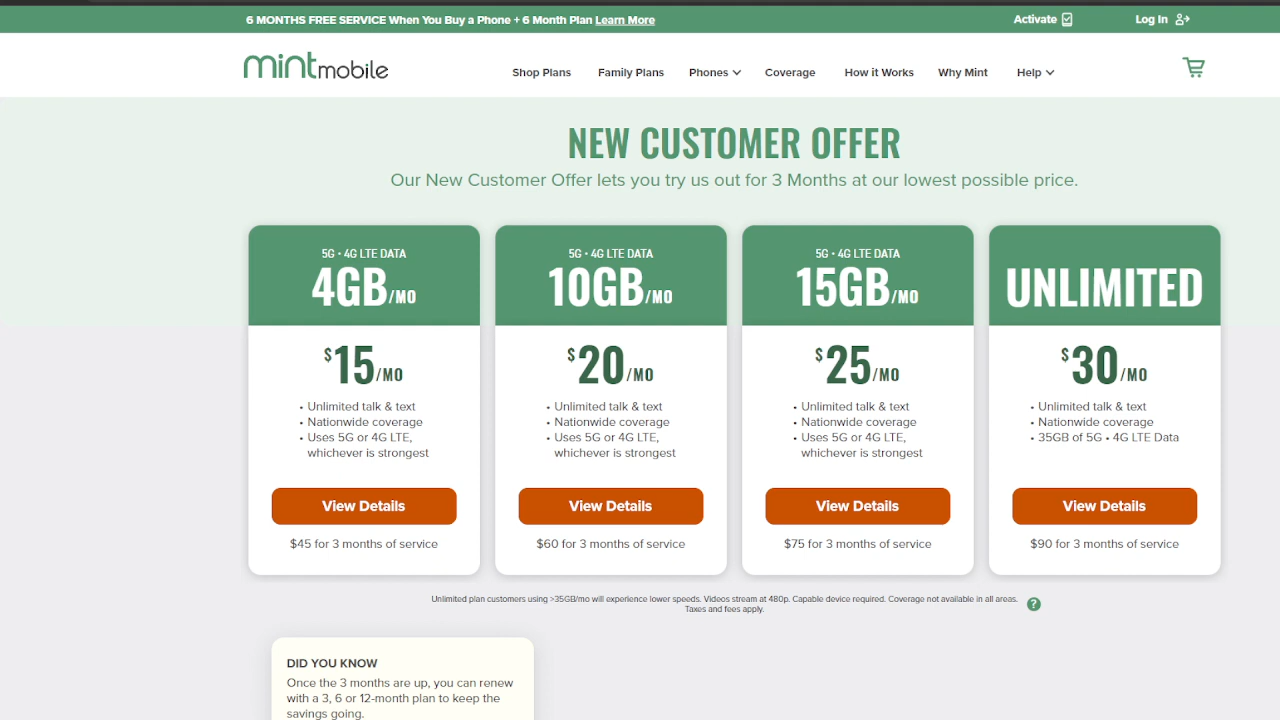 6 MONTHS FREE SERVICE When You Buy a Phone + 6 Month Plan Learn More
Activate
Log In
mintmobile
Shop Plans
Family Plans
Phones
Coverage
How it Works
Why Mint
Help
NEW CUSTOMER OFFER
Our New Customer Offer lets you try us out for 3 Months at our lowest possible price.
5G • 4G LTE DATA
4GB/MO
$15/MO
• Unlimited talk & text
• Nationwide coverage
• Uses 5G or 4G LTE,
whichever is strongest
View Details
$45 for 3 months of service
5G • 4G LTE DATA
10GB/MO
$20/MO
• Unlimited talk & text
• Nationwide coverage
• Uses 5G or 4G LTE,
whichever is strongest
View Details
$60 for 3 months of service
5G • 4G LTE DATA
15GB/MO
$25/MO
• Unlimited talk & text
• Nationwide coverage
• Uses 5G or 4G LTE,
whichever is strongest
View Details
$75 for 3 months of service
UNLIMITED
$30/MO
• Unlimited talk & text
• Nationwide coverage
• 35GB of 5G • 4G LTE Data
View Details
$90 for 3 months of service
Unlimited plan customers using >35GB/mo will experience lower speeds. Videos stream at 480p. Capable device required. Coverage not available in all areas.
Taxes and fees apply.
?
DID YOU KNOW
Once the 3 months are up, you can renew
with a 3, 6 or 12-month plan to keep the
savings going.